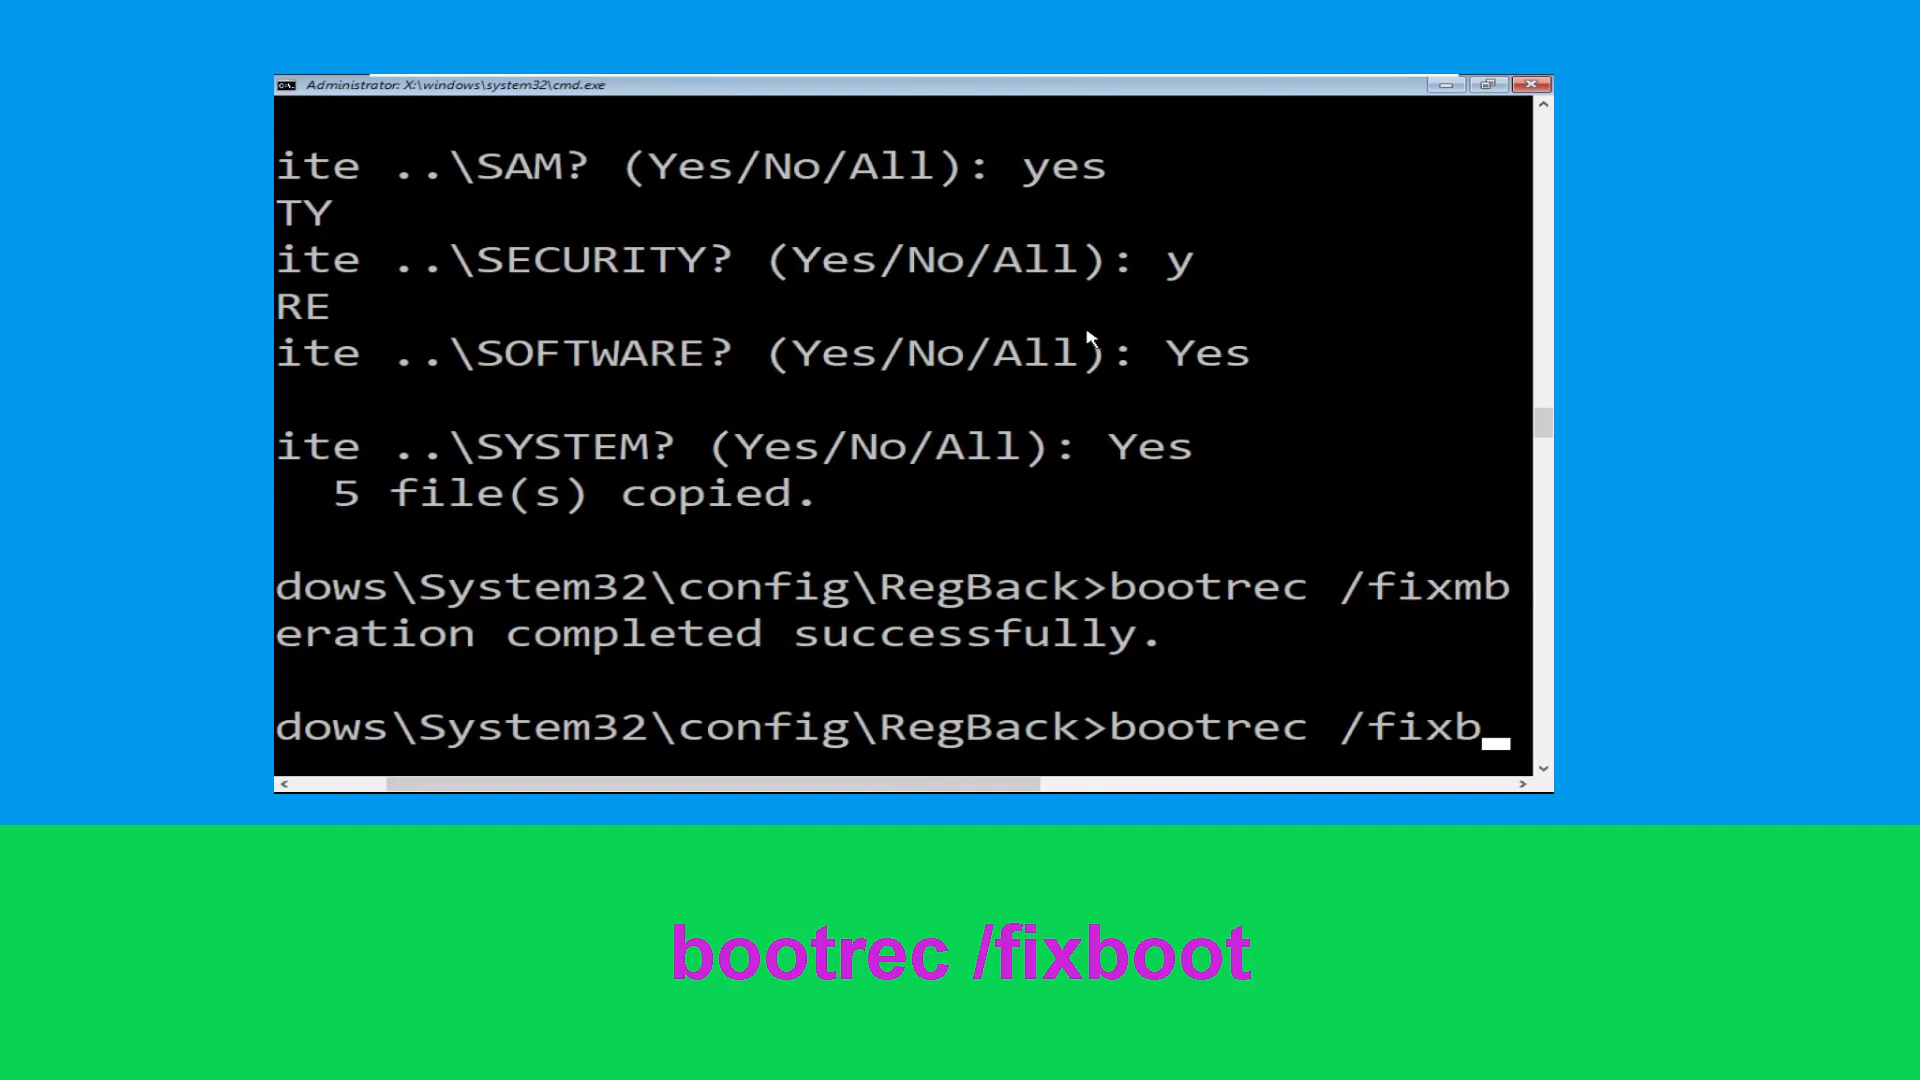 Administrator: X:\windows\system32\cmd.exe
ite ..\SAM? (Yes/No/All): yes
TY
ite ..\SECURITY? (Yes/No/All): y
RE
ite ..\SOFTWARE? (Yes/No/All): Yes
ite ..\SYSTEM? (Yes/No/All): Yes
5 file(s) copied.
dows\System32\config\RegBack>bootrec /fixmb
eration completed successfully.
dows\System32\config\RegBack>bootrec /fixb
bootrec /fixboot